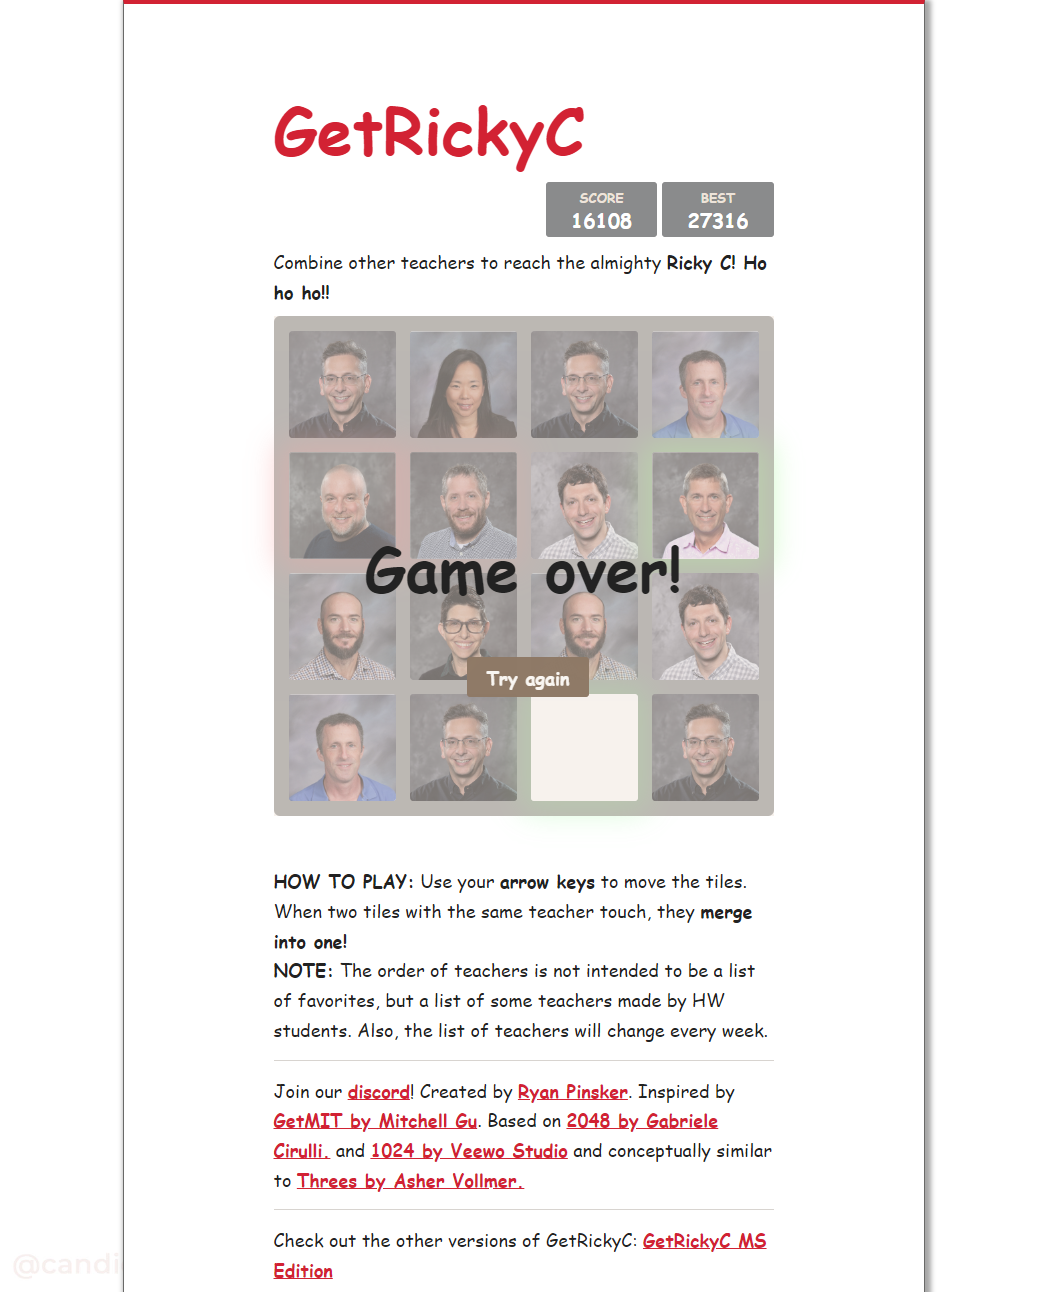 GetRickyC
SCORE
16108
BEST
27316
Combine other teachers to reach the almighty Ricky C! Ho
ho ho!!
Game over!
Try again
HOW TO PLAY: Use your arrow keys to move the tiles.
When two tiles with the same teacher touch, they merge
into one!
NOTE: The order of teachers is not intended to be a list
of favorites, but a list of some teachers made by HW
students. Also, the list of teachers will change every week.
Join our discord! Created by Ryan Pinsker. Inspired by
GetMIT by Mitchell Gu. Based on 2048 by Gabriele
Cirulli. and 1024 by Veewo Studio and conceptually similar
to Threes by Asher Vollmer.
Check out the other versions of GetRickyC: GetRickyC MS
Edition